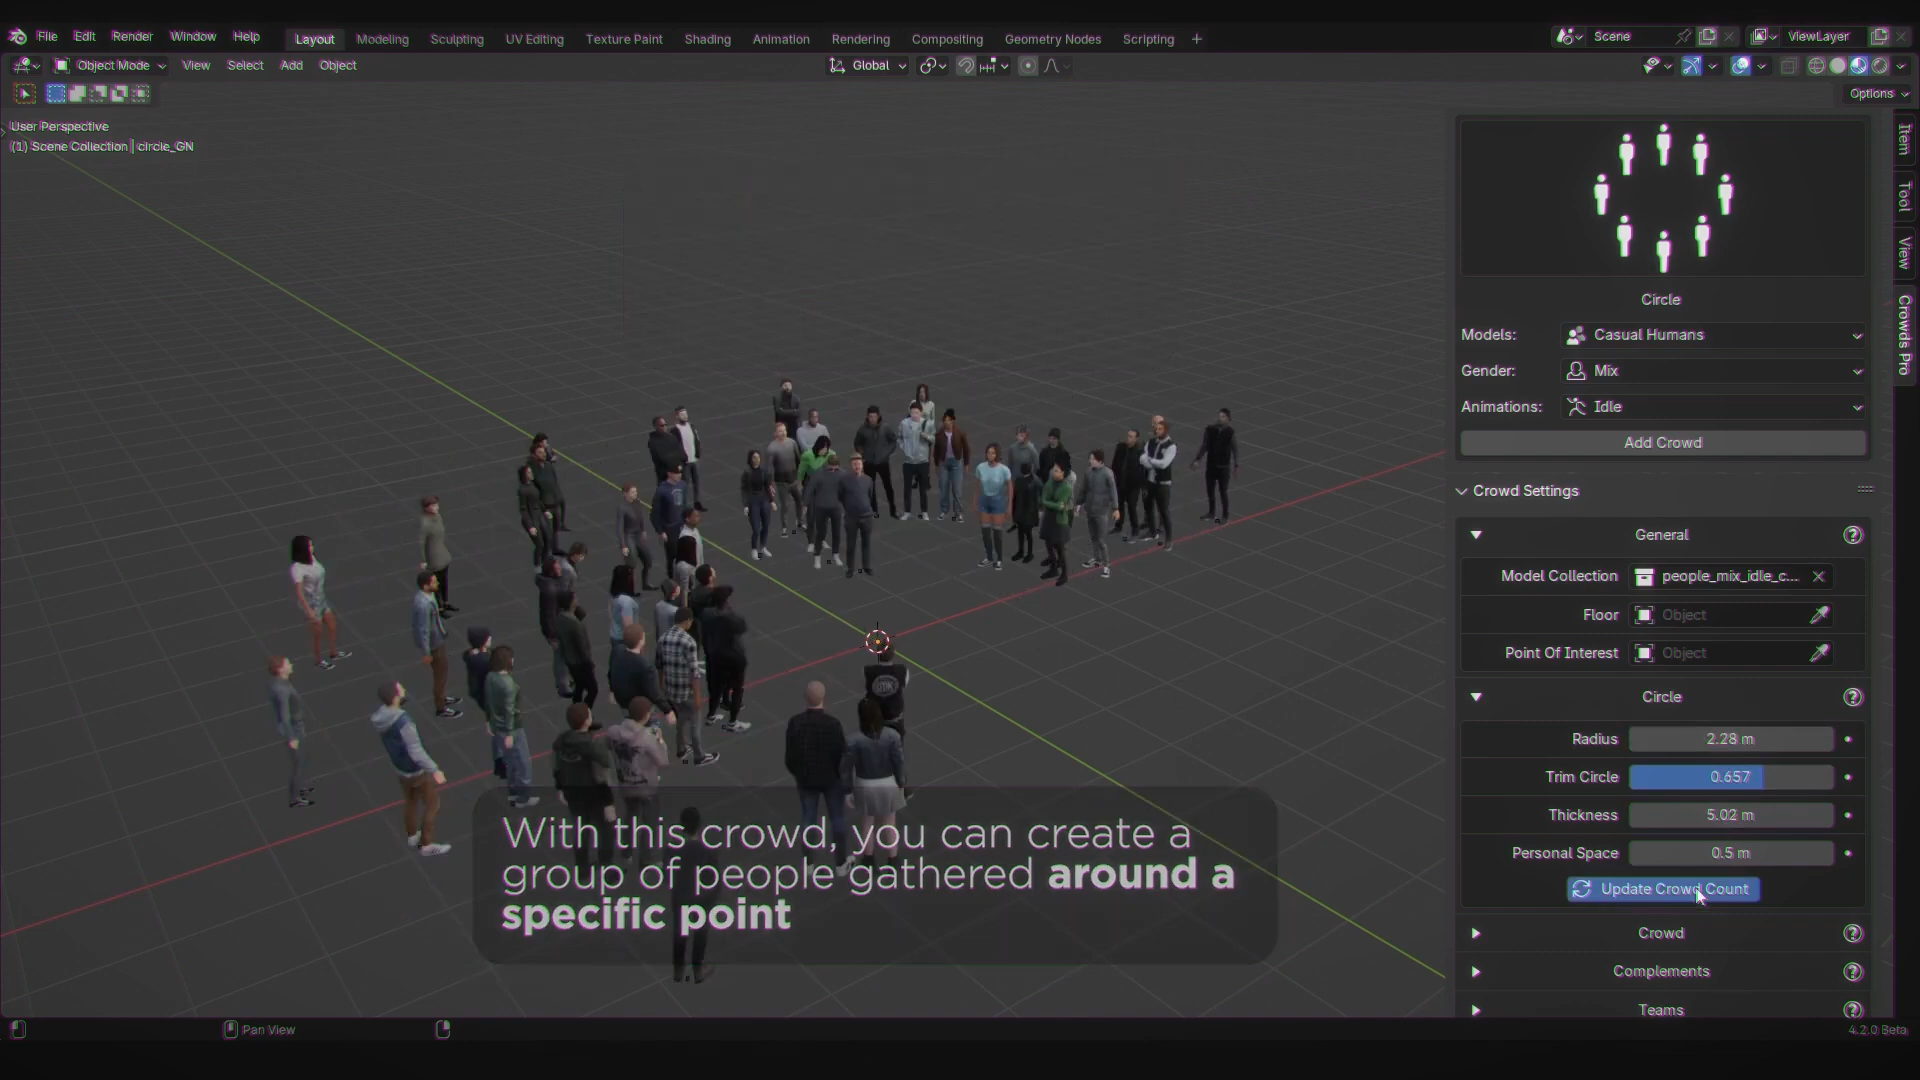 File Edit Render Window Help Layout Modeling Sculpting UV Editing Texture Paint Shading Animation Rendering Compositing Geometry Nodes Scripting + Scene ViewLayer
Object Mode View Select Add Object Global
Options
User Perspective
(1) Scene Collection | circle_GN
Item
Tool
View
Crowds Pro
Circle
Models: Casual Humans
Gender: Mix
Animations: Idle
Add Crowd
Crowd Settings
General
Model Collection people_mix_idle_c...
Floor Object
Point Of Interest Object
Circle
Radius 2.28 m
Trim Circle 0.657
Thickness 5.02 m
Personal Space 0.5 m
Update Crowd Count
Crowd
Complements
Teams
With this crowd, you can create a
group of people gathered around a
specific point
Pan View
4.2.0 Beta